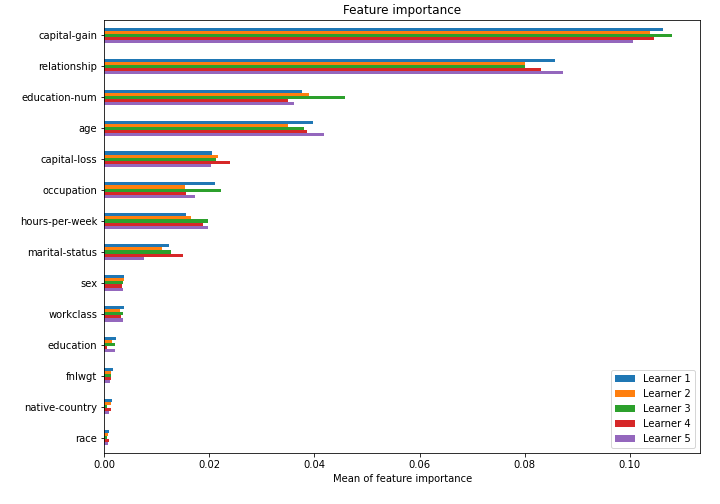 Feature importance
capital-gain
relationship
education-num
age
capital-loss
occupation
hours-per-week
marital-status
sex
workclass
education
fnlwgt
native-country
race
Learner 1
Learner 2
Learner 3
Learner 4
Learner 5
0.00 0.02 0.04 0.06 0.08 0.10
Mean of feature importance